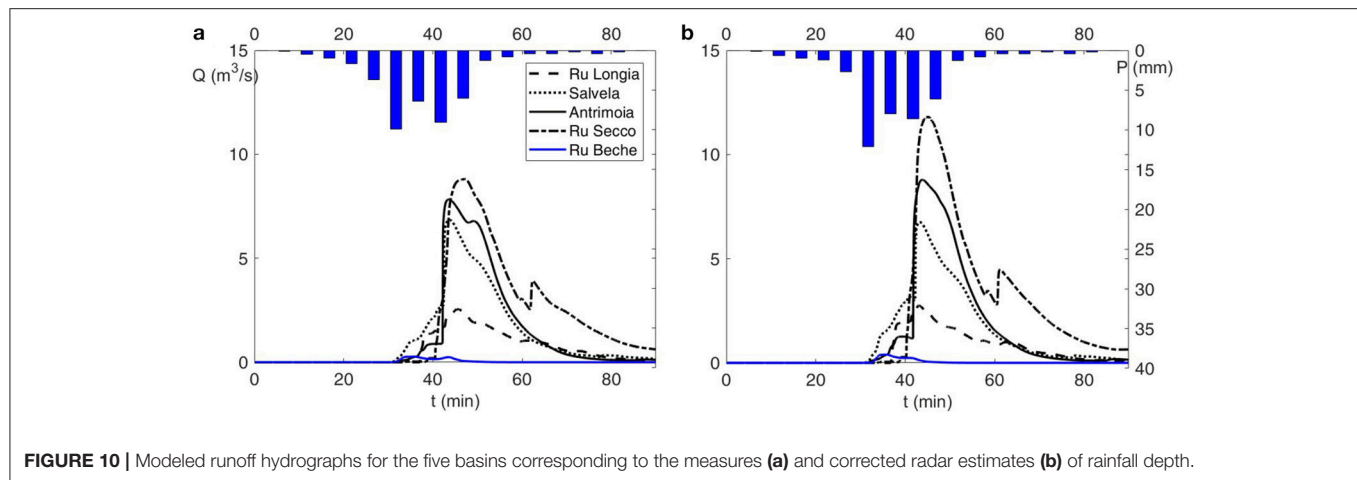 a
0 20 40 60 80
15
Q (m³/s)
10
5
0
Ru Longia
Salvela
Antrimoia
Ru Secco
Ru Beche
0 20 40 60 80
t (min)
b
0 20 40 60 80
15
10
5
0
0
P (mm)
5
10
15
20
25
30
35
40
0 20 40 60 80
t (min)
FIGURE 10 | Modeled runoff hydrographs for the five basins corresponding to the measures (a) and corrected radar estimates (b) of rainfall depth.